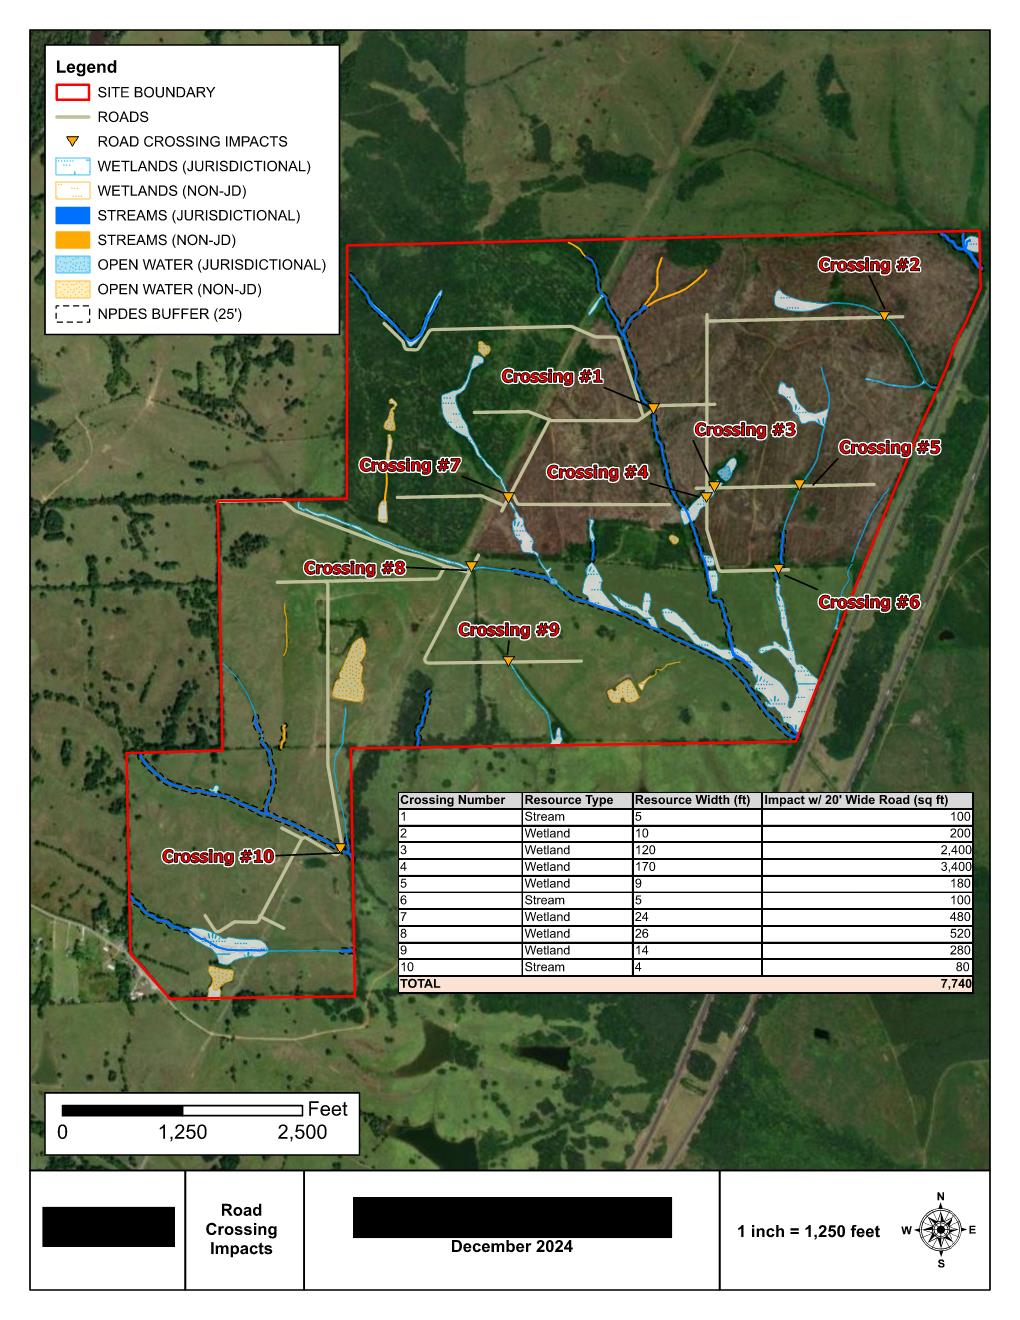 Legend
SITE BOUNDARY
ROADS
ROAD CROSSING IMPACTS
WETLANDS (JURISDICTIONAL)
WETLANDS (NON-JD)
STREAMS (JURISDICTIONAL)
STREAMS (NON-JD)
OPEN WATER (JURISDICTIONAL)
OPEN WATER (NON-JD)
NPDES BUFFER (25')
Crossing #2
Crossing #1
Crossing #3
Crossing #5
Crossing #7
Crossing #4
Crossing #8
Crossing #6
Crossing #9
Crossing #10
Crossing Number Resource Type Resource Width (ft) Impact w/ 20' Wide Road (sq ft)
1 Stream 5 100
2 Wetland 10 200
3 Wetland 120 2,400
4 Wetland 170 3,400
5 Wetland 9 180
6 Stream 5 100
7 Wetland 24 480
8 Wetland 26 520
9 Wetland 14 280
10 Stream 4 80
TOTAL 7,740
Feet
0 1,250 2,500
Road
Crossing
Impacts
December 2024
1 inch = 1,250 feet
N
W E
S